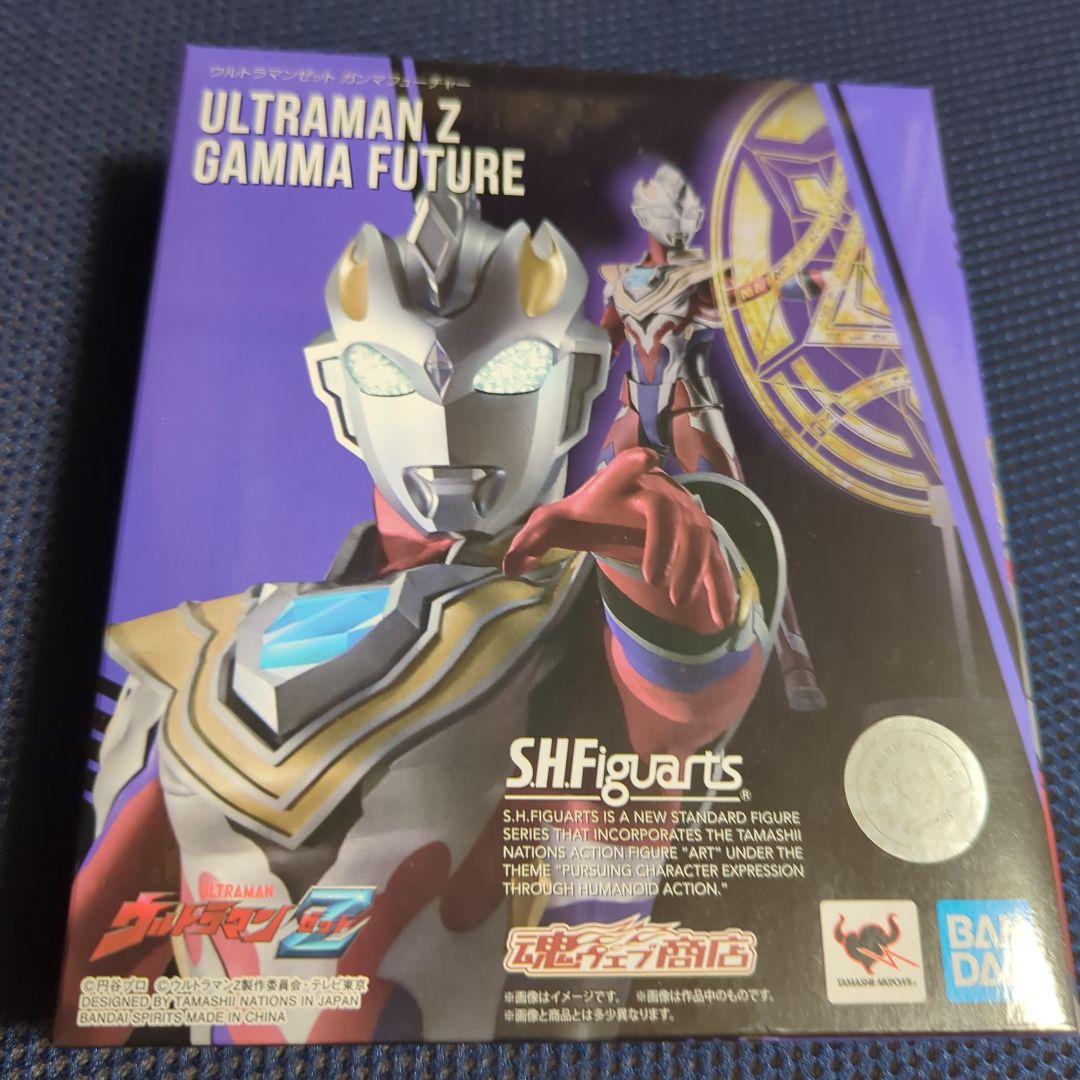 ウルトラマンゼット ガンマフューチャー
ULTRAMAN Z
GAMMA FUTURE
S.H.Figuarts
®
S.H.FIGUARTS IS A NEW STANDARD FIGURE
SERIES THAT INCORPORATES THE TAMASHII
NATIONS ACTION FIGURE "ART" UNDER THE
THEME "PURSUING CHARACTER EXPRESSION
THROUGH HUMANOID ACTION."
ULTRAMAN
ウルトラマン
Z
ゼット
魂ウェブ商店
TAMASHII NATIONS
BAN
DAI
©円谷プロ ©ウルトラマンZ製作委員会・テレビ東京
DESIGNED BY TAMASHII NATIONS IN JAPAN
BANDAI SPIRITS MADE IN CHINA
※画像はイメージです。 ※画像は作品中のものです。
※画像と商品とは多少異なります。